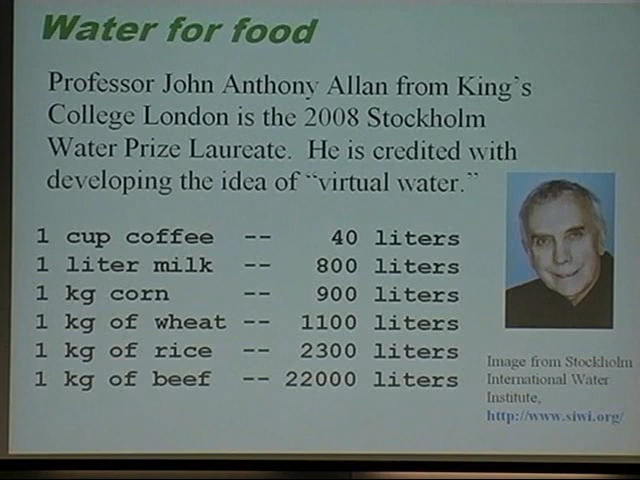 Water for food
Professor John Anthony Allan from King's
College London is the 2008 Stockholm
Water Prize Laureate.  He is credited with
developing the idea of "virtual water."
1 cup coffee -- 40 liters
1 liter milk -- 800 liters
1 kg corn -- 900 liters
1 kg of wheat -- 1100 liters
1 kg of rice -- 2300 liters
1 kg of beef -- 22000 liters
Image from Stockholm
International Water
Institute,
http://www.siwi.org/